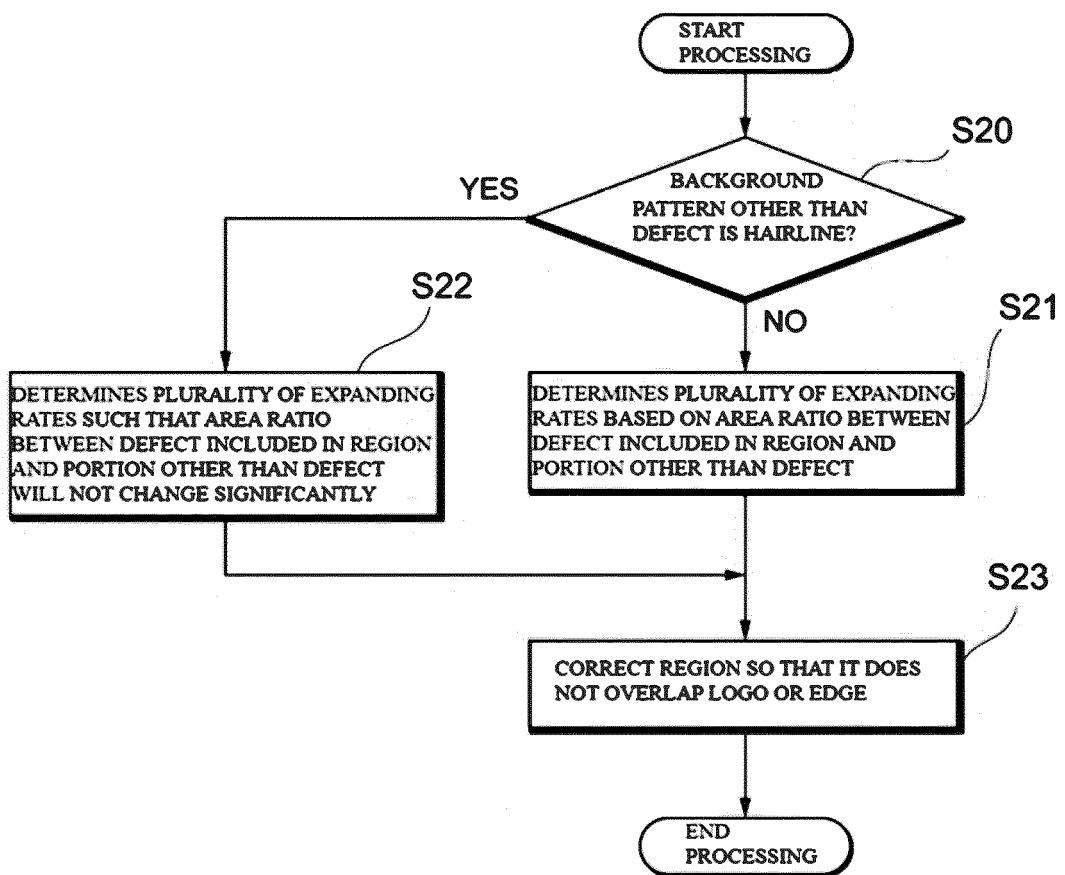 START
PROCESSING
S20
BACKGROUND
PATTERN OTHER THAN
DEFECT IS HAIRLINE?
YES
NO
S22
DETERMINES PLURALITY OF EXPANDING
RATES SUCH THAT AREA RATIO
BETWEEN DEFECT INCLUDED IN REGION
AND PORTION OTHER THAN DEFECT
WILL NOT CHANGE SIGNIFICANTLY
S21
DETERMINES PLURALITY OF EXPANDING
RATES BASED ON AREA RATIO BETWEEN
DEFECT INCLUDED IN REGION AND
PORTION OTHER THAN DEFECT
S23
CORRECT REGION SO THAT IT DOES
NOT OVERLAP LOGO OR EDGE
END
PROCESSING